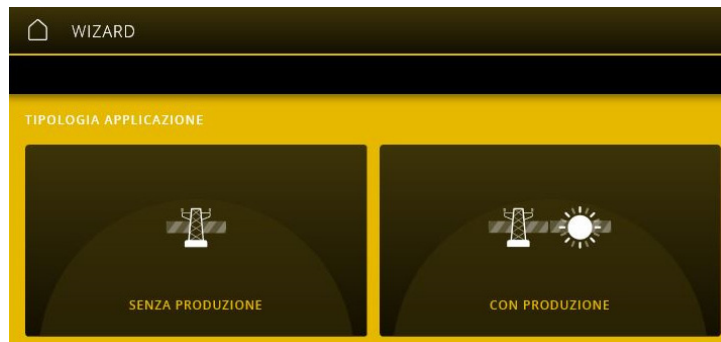 WIZARD
TIPOLOGIA APPLICAZIONE
SENZA PRODUZIONE
CON PRODUZIONE